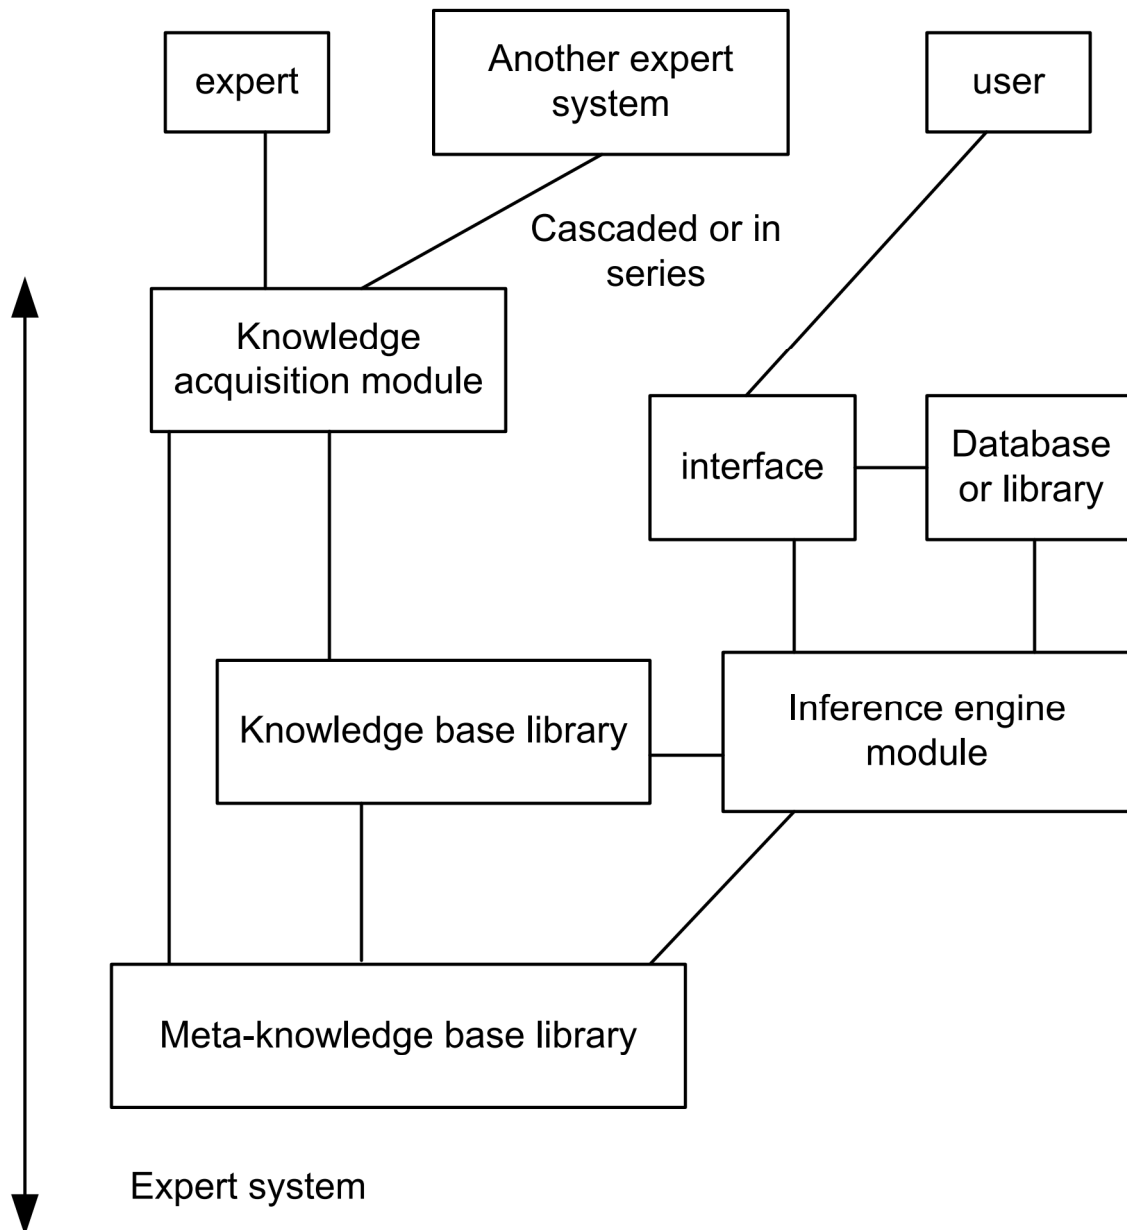 expert
Another expert
system
user
Cascaded or in
series
Knowledge
acquisition module
interface
Database
or library
Knowledge base library
Inference engine
module
Meta-knowledge base library
Expert system